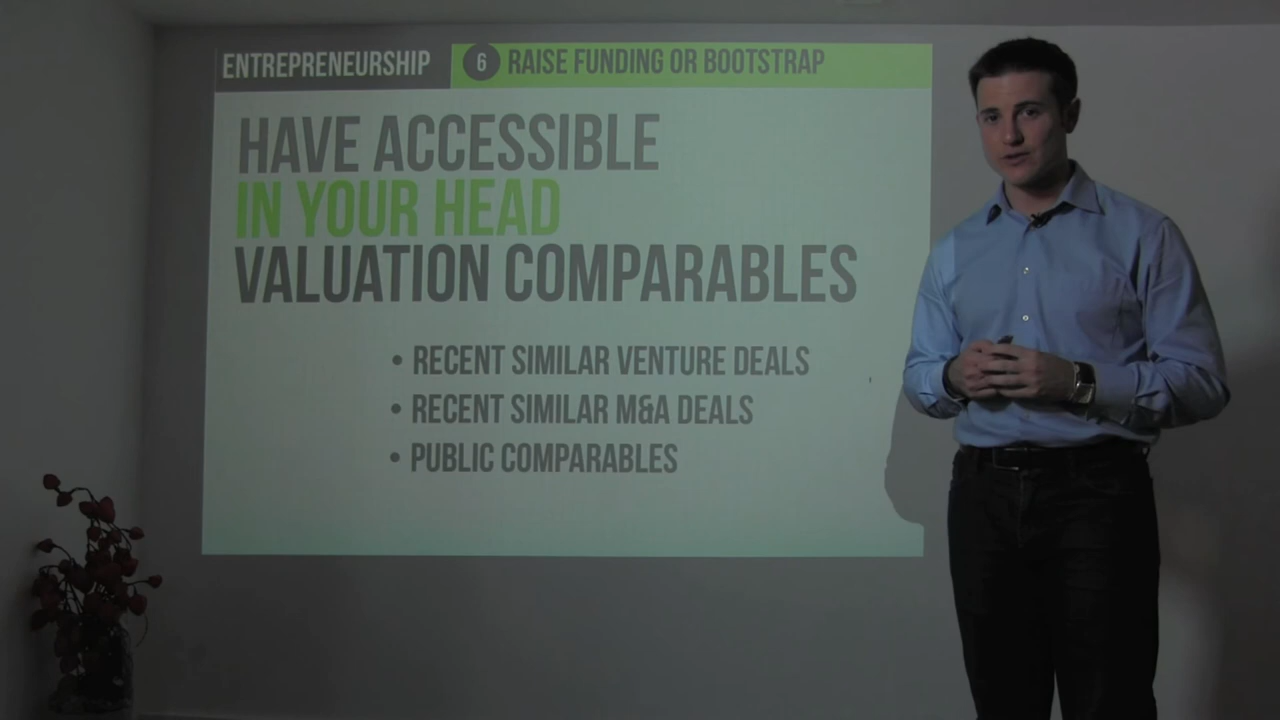 ENTREPRENEURSHIP
6 RAISE FUNDING OR BOOTSTRAP
HAVE ACCESSIBLE
IN YOUR HEAD
VALUATION COMPARABLES
• RECENT SIMILAR VENTURE DEALS
• RECENT SIMILAR M&A DEALS
• PUBLIC COMPARABLES